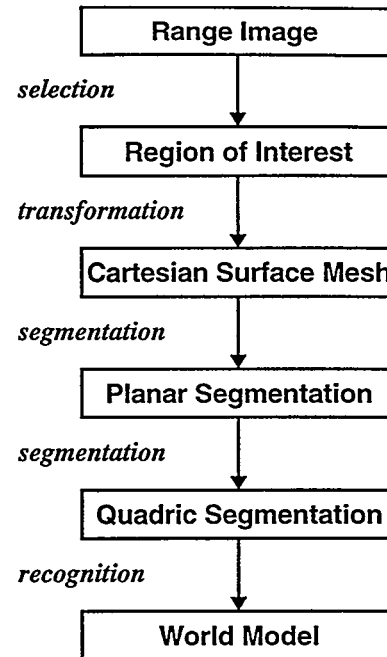 Range Image
selection
Region of Interest
transformation
Cartesian Surface Mesh
segmentation
Planar Segmentation
segmentation
Quadric Segmentation
recognition
World Model